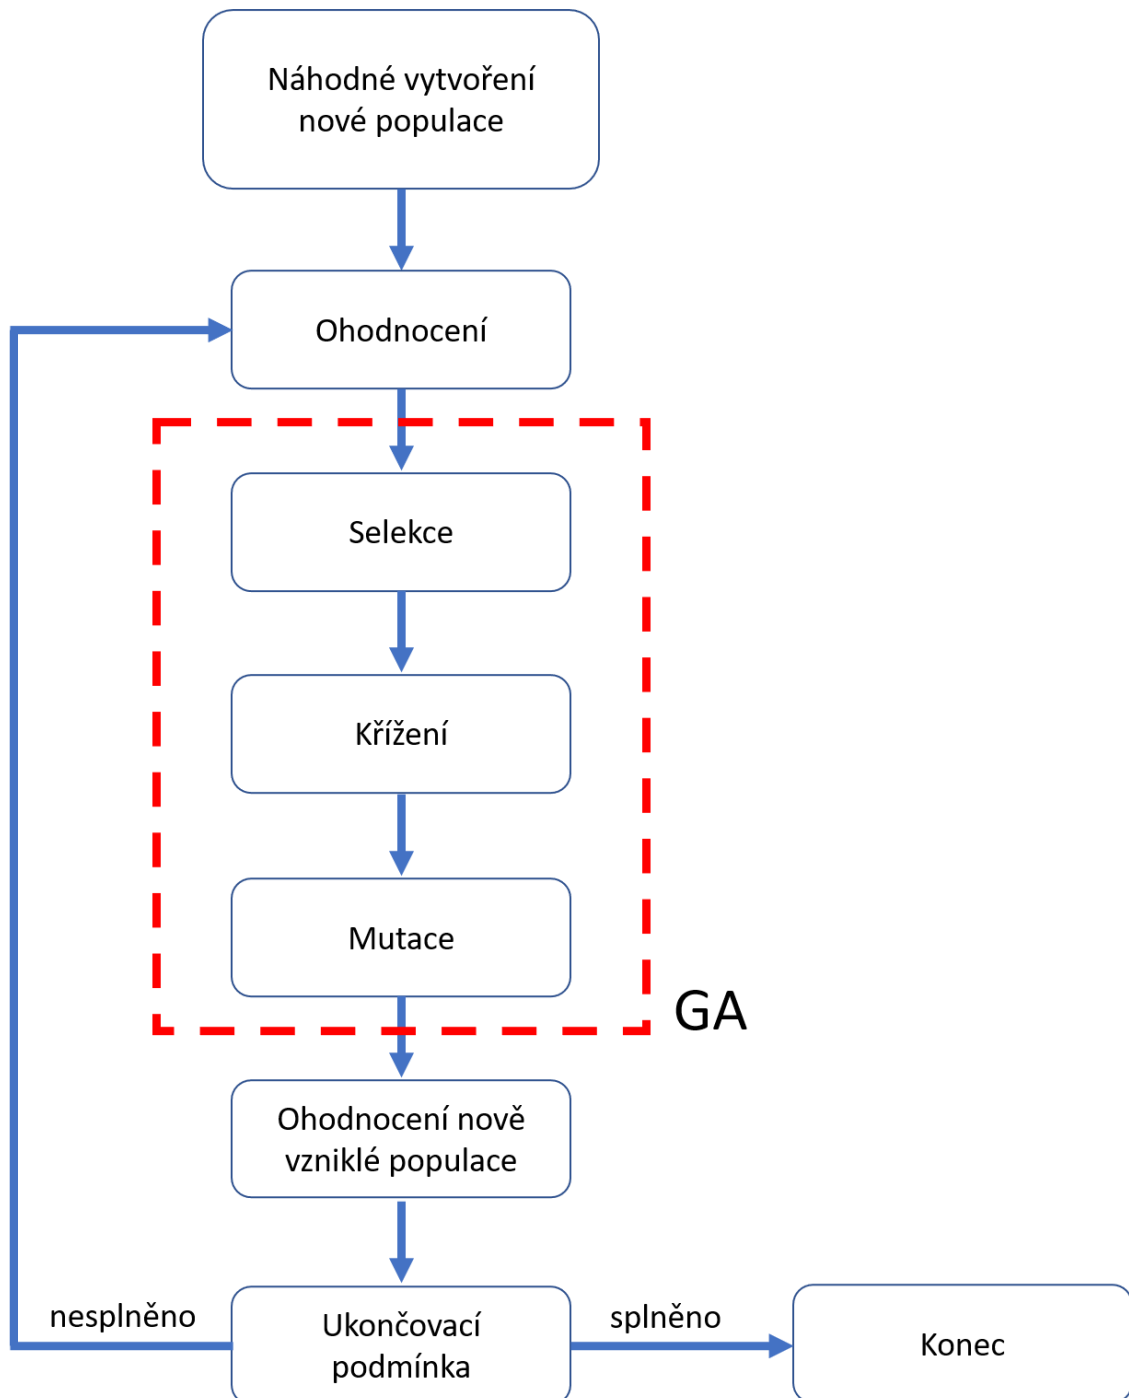 Náhodné vytvoření
nové populace
Ohodnocení
Selekce
Křížení
Mutace
GA
Ohodnocení nově
vzniklé populace
nesplněno
Ukončovací
podmínka
splněno
Konec